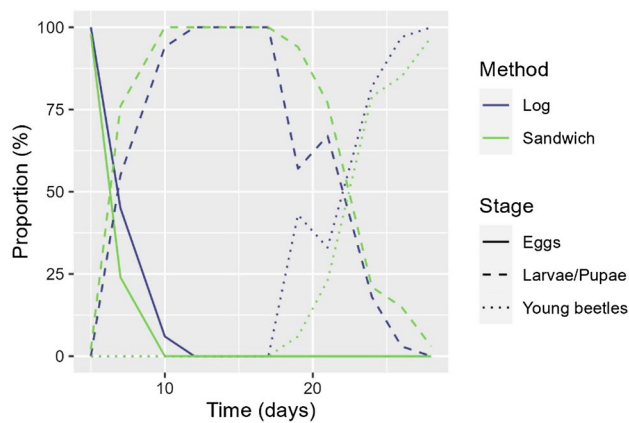 100
75
50
25
0
Proportion (%)
10
20
Time (days)
Method
Log
Sandwich
Stage
Eggs
Larvae/Pupae
Young beetles